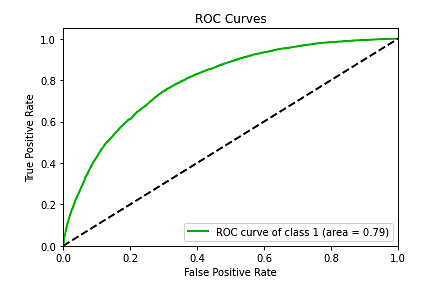 ROC Curves
True Positive Rate
1.0
0.8
0.6
0.4
0.2
0.0
ROC curve of class 1 (area = 0.79)
0.0 0.2 0.4 0.6 0.8 1.0
False Positive Rate